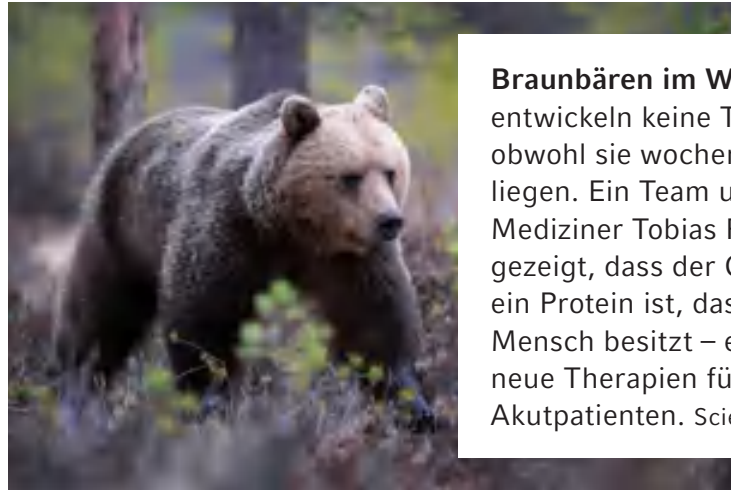 Braunbären im W
entwickeln keine T
obwohl sie woche
liegen. Ein Team u
Mediziner Tobias
gezeigt, dass der
ein Protein ist, das
Mensch besitzt – e
neue Therapien fü
Akutpatienten. Scie